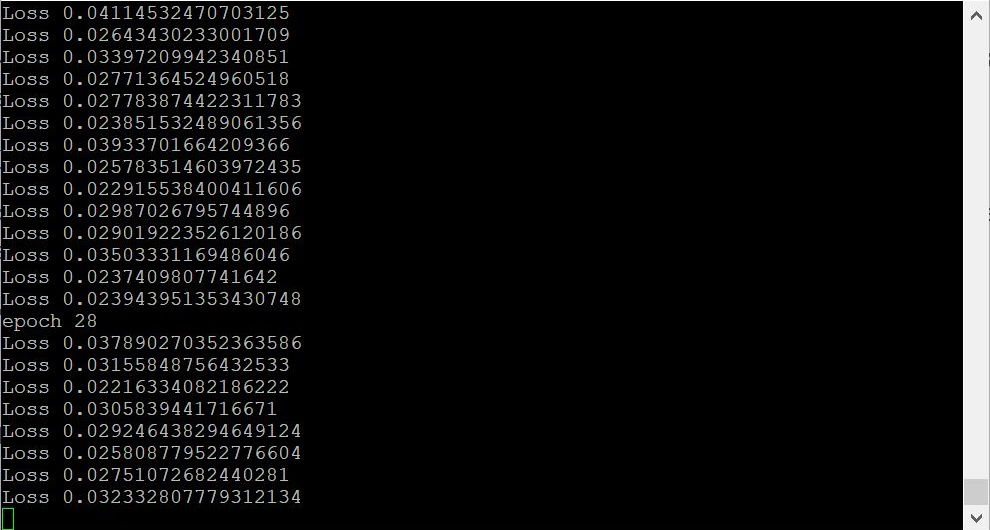 Loss 0.04114532470703125
Loss 0.02643430233001709
Loss 0.03397209942340851
Loss 0.02771364524960518
Loss 0.027783874422311783
Loss 0.023851532489061356
Loss 0.03933701664209366
Loss 0.025783514603972435
Loss 0.022915538400411606
Loss 0.02987026795744896
Loss 0.029019223526120186
Loss 0.03503331169486046
Loss 0.02374098077416​42
Loss 0.023943951353430748
epoch 28
Loss 0.037890270352363586
Loss 0.03155848756432533
Loss 0.02216334082186222
Loss 0.0305839441716671
Loss 0.029246438294649124
Loss 0.025808779522776604
Loss 0.02751072682440281
Loss 0.032332807779312134